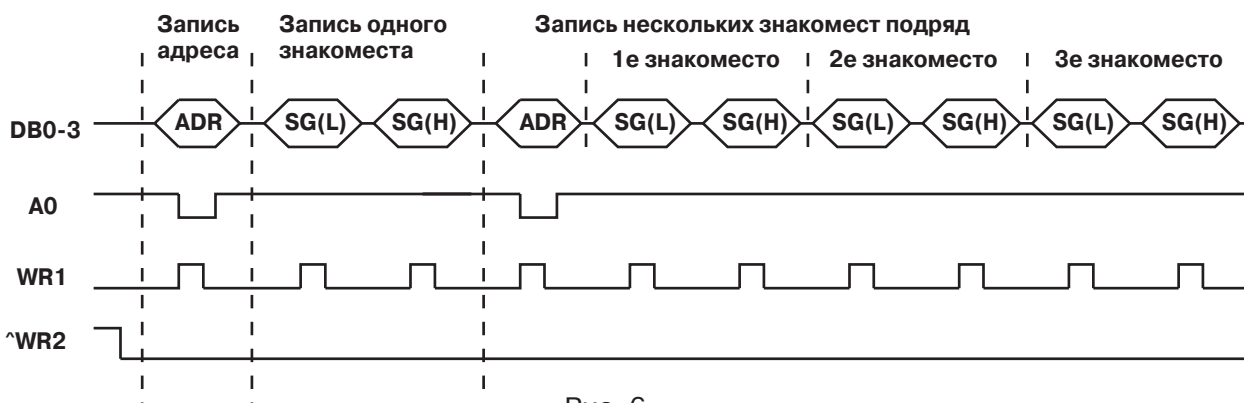 Запись адреса
Запись одного знакоместа
Запись нескольких знакомест подряд
1е знакоместо
2е знакоместо
3е знакоместо
DB0-3
ADR
SG(L)
SG(H)
ADR
SG(L)
SG(H)
SG(L)
SG(H)
SG(L)
SG(H)
A0
WR1
^WR2